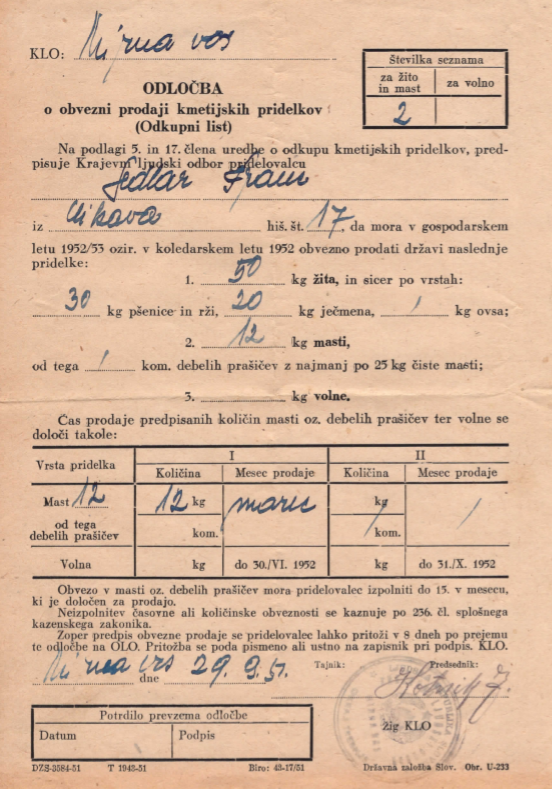 KLO: Mirna vas
Številka seznama
za žito in mast
za volno
2
ODLOČBA
o obvezni prodaji kmetijskih pridelkov
(Odkupni list)
Na podlagi 5. in 17. člena uredbe o odkupu kmetijskih pridelkov, pred-
pisuje Krajevni ljudski odbor pridelovalcu
Sedlar Franc
iz hiš. št. 17, da mora v gospodarskem
letu 1952/53 ozir. v koledarskem letu 1952 obvezno prodati državi naslednje
pridelke:
1. 50 kg žita, in sicer po vrstah:
30 kg pšenice in rži, 20 kg ječmena, / kg ovsa;
2. 12 kg masti,
od tega / kom. debelih prašičev z najmanj po 25 kg čiste masti;
3. kg volne.
Čas prodaje predpisanih količin masti oz. debelih prašičev ter volne se
določi takole:
Vrsta pridelka I II
Količina Mesec prodaje Količina Mesec prodaje
Mast 12 12 kg marec kg /
od tega
debelih prašičev kom. / kom.
Volna kg do 30./VI. 1952 kg do 31./X. 1952
Obvezo v masti oz. debelih prašičev mora pridelovalec izpolniti do 15. v mesecu,
ki je določen za prodajo.
Neizpolnitev časovne ali količinske obveznosti se kaznuje po 236. čl. splošnega
kazenskega zakonika.
Zoper predpis obvezne prodaje se pridelovalec lahko pritoži v 8 dneh po prejemu
te odločbe na OLO. Pritožba se poda pismeno ali ustno na zapisnik pri podpis. KLO.
Mirna vas dne 29. 9. 51. Tajnik: Predsednik:
Kotnik J.
Žig KLO
Potrdilo prevzema odločbe
Datum Podpis
DZS-3584-51 T 1943-51 Biro: 43-17/51 Državna založba Slov. Obr. U-233